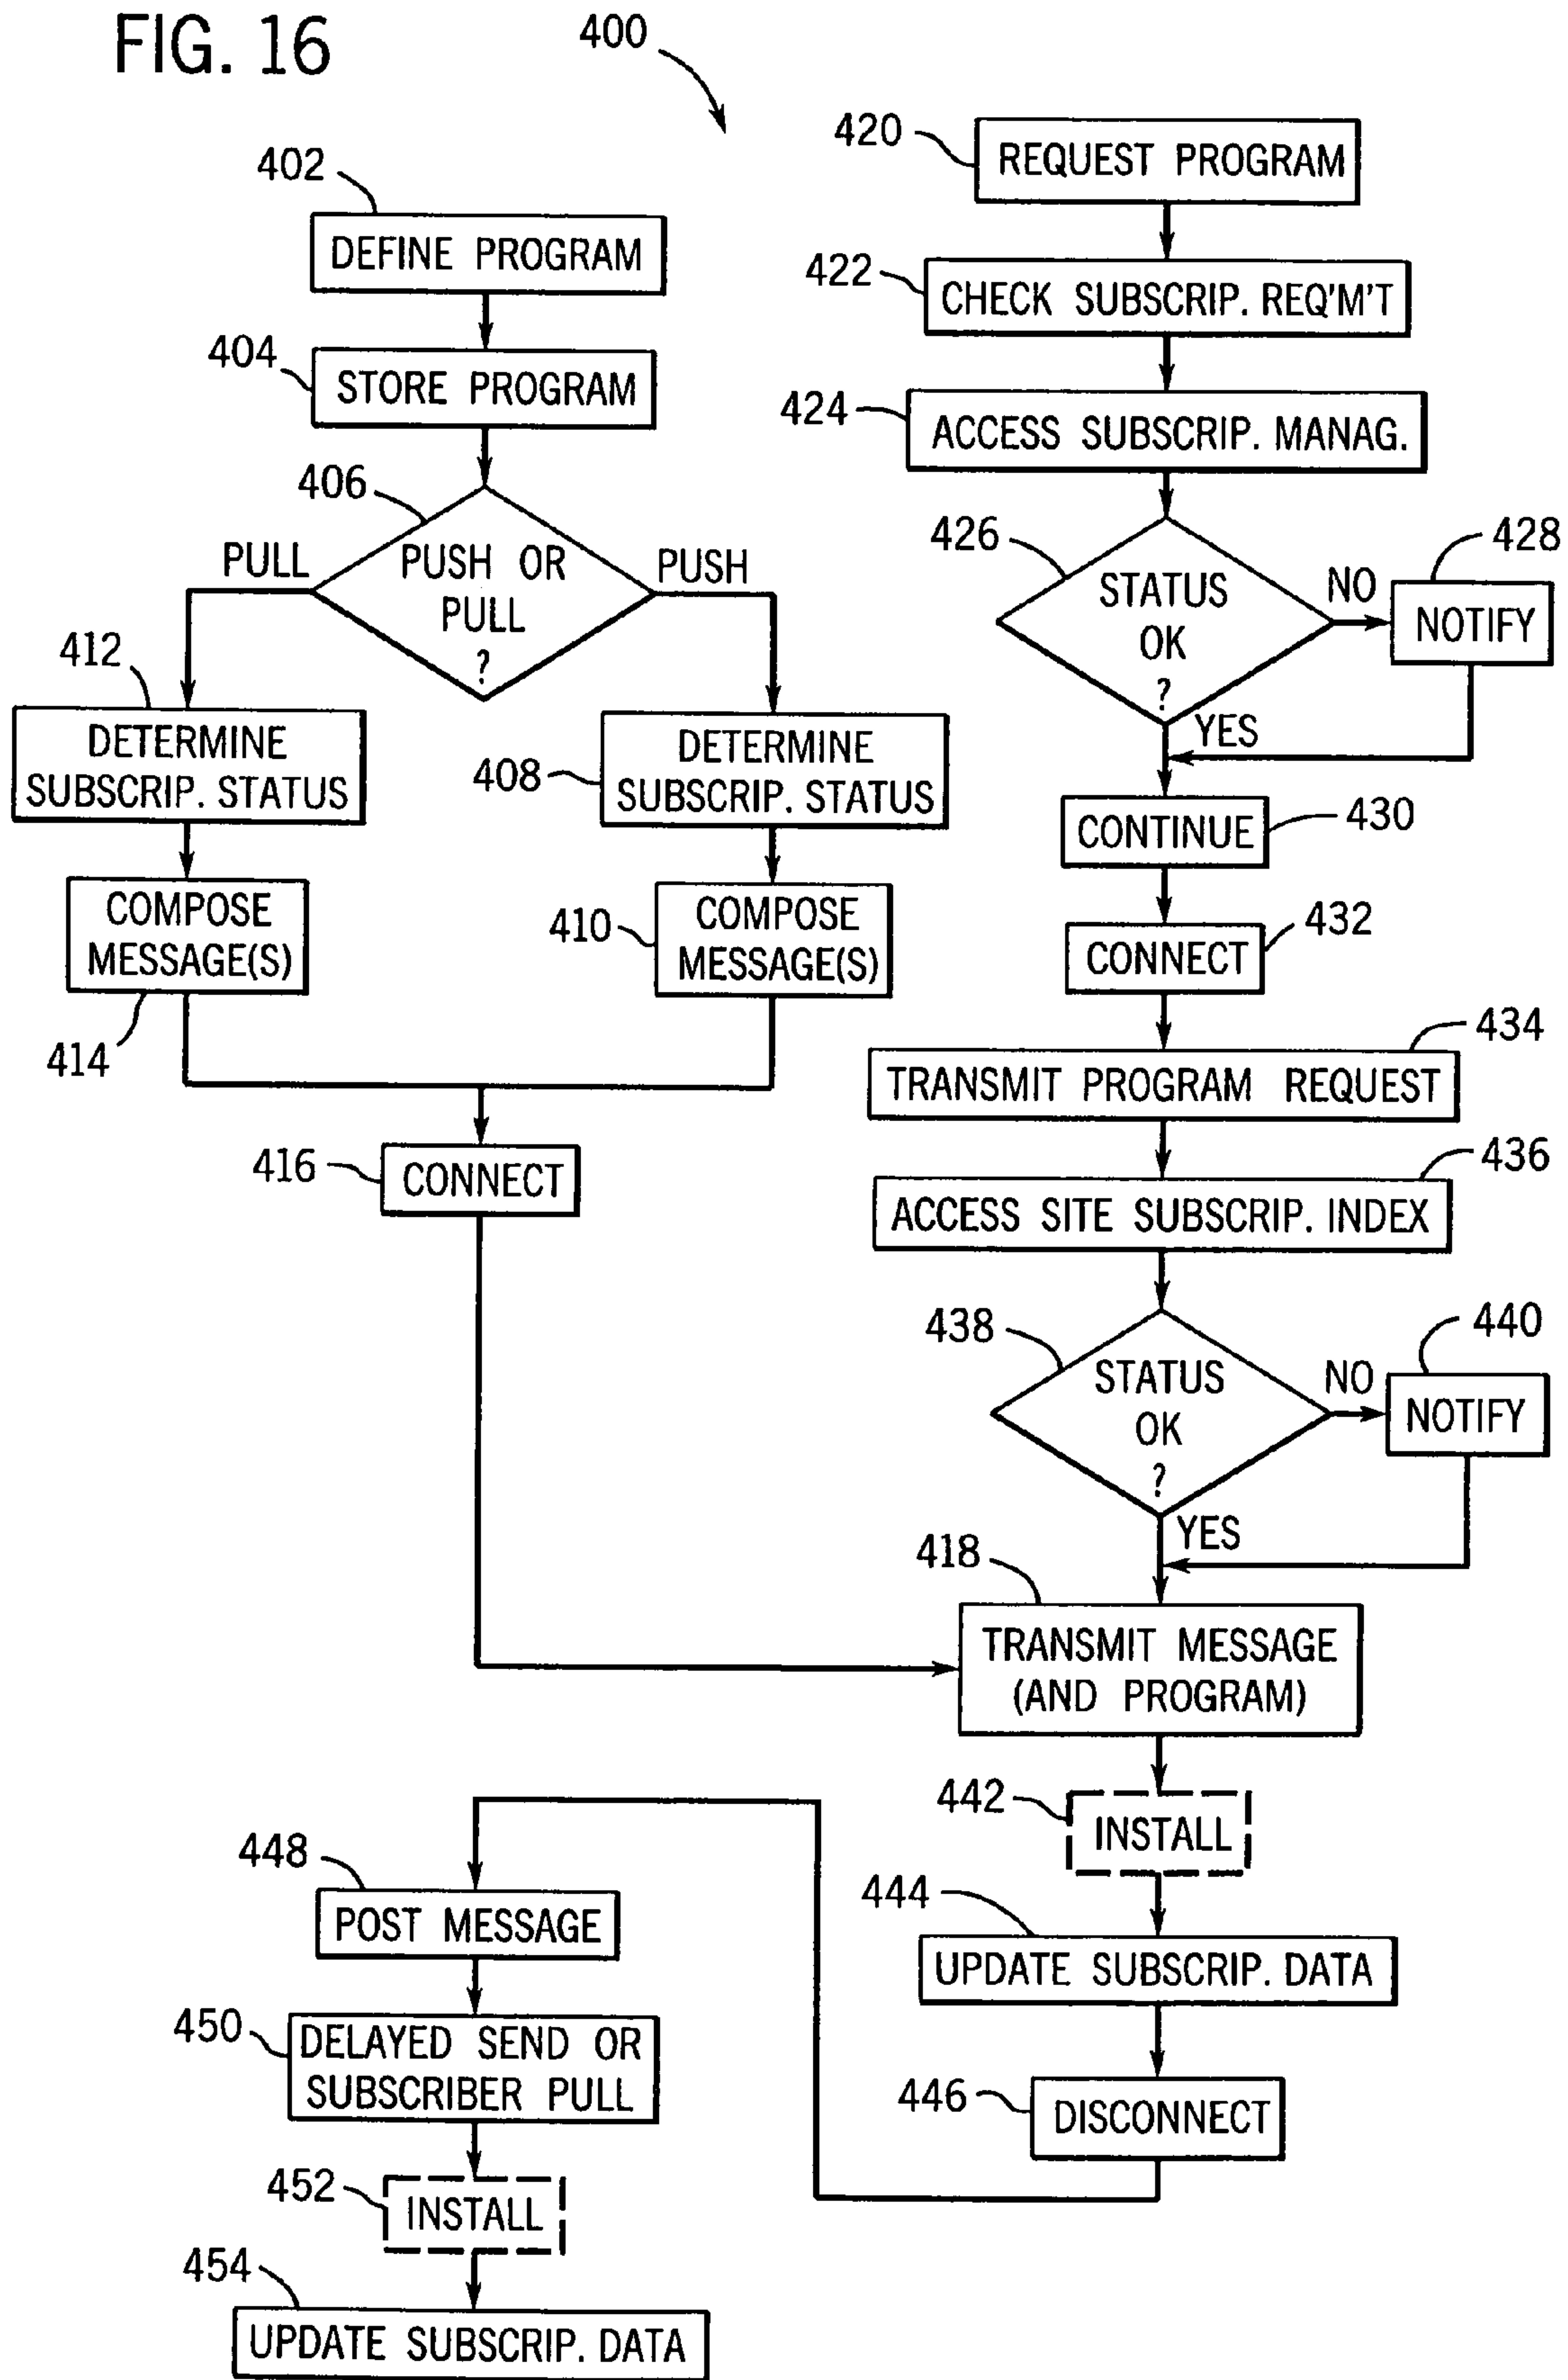 FIG. 16
400
402
DEFINE PROGRAM
404
STORE PROGRAM
406
PULL
PUSH OR
PULL
?
PUSH
412
DETERMINE
SUBSCRIP. STATUS
408
DETERMINE
SUBSCRIP. STATUS
COMPOSE
MESSAGE(S)
414
410
COMPOSE
MESSAGE(S)
416
CONNECT
420
REQUEST PROGRAM
422
CHECK SUBSCRIP. REQ'M'T
424
ACCESS SUBSCRIP. MANAG.
426
STATUS
OK
?
NO
428
NOTIFY
YES
CONTINUE
430
432
CONNECT
434
TRANSMIT PROGRAM REQUEST
436
ACCESS SITE SUBSCRIP. INDEX
438
STATUS
OK
?
NO
440
NOTIFY
YES
418
TRANSMIT MESSAGE
(AND PROGRAM)
442
INSTALL
444
UPDATE SUBSCRIP. DATA
446
DISCONNECT
448
POST MESSAGE
450
DELAYED SEND OR
SUBSCRIBER PULL
452
INSTALL
454
UPDATE SUBSCRIP. DATA